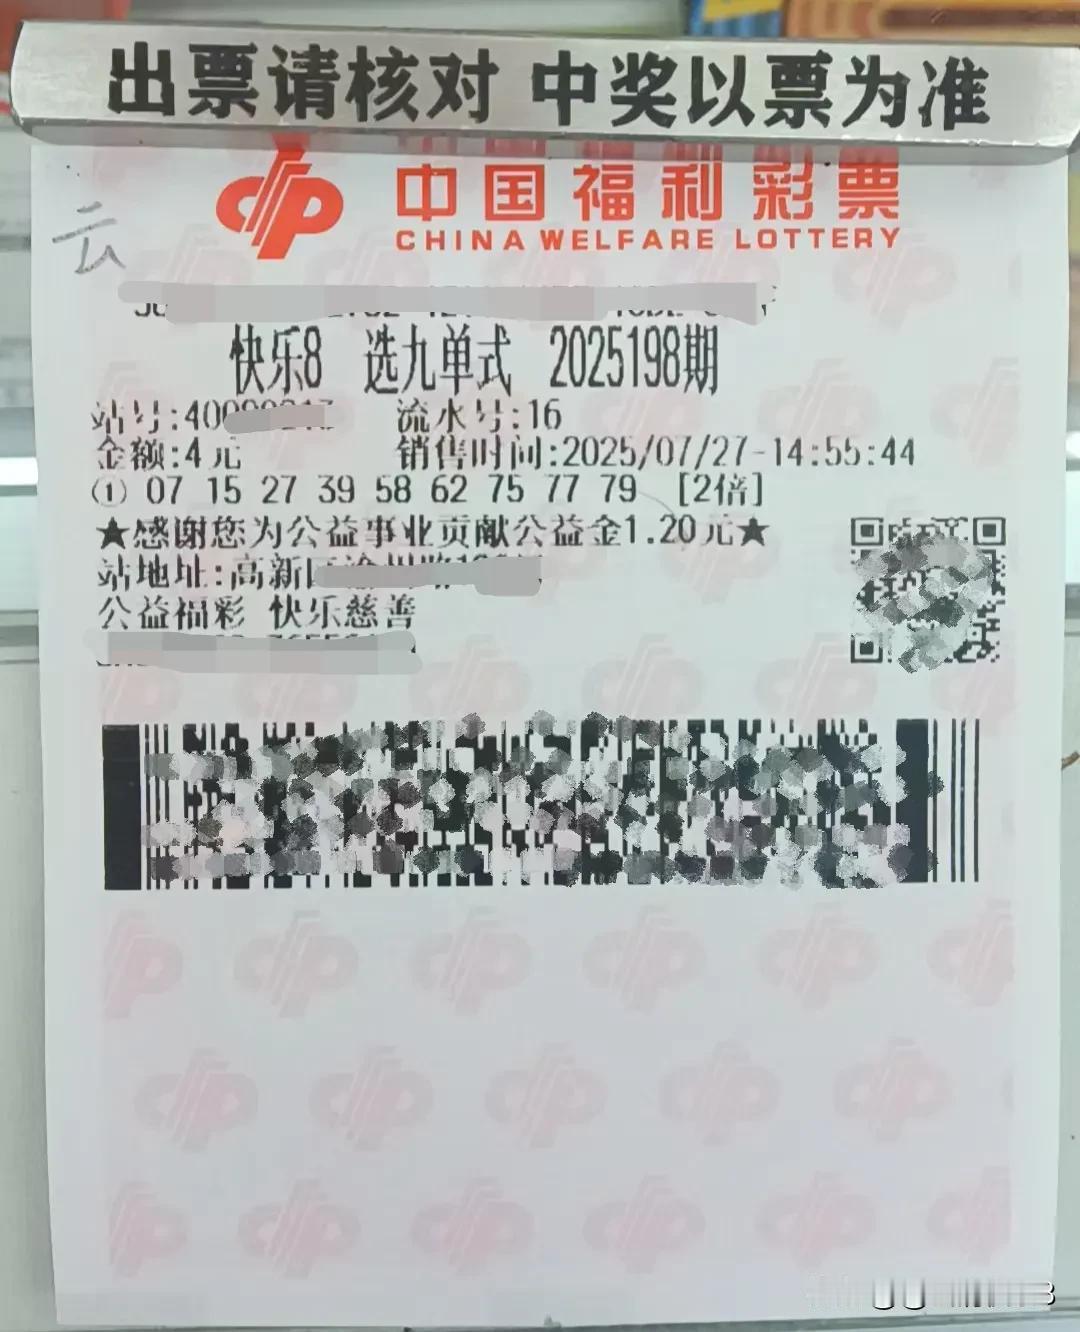 出票请核对 中奖以票为准
中国福利彩票
CHINA WELFARE LOTTERY
云
快乐8 选九单式 2025198期
站号:40 流水号:16
金额:4元 销售时间:2025/07/27-14:55:44
① 07 15 27 39 58 62 75 77 79 [2倍]
★感谢您为公益事业贡献公益金1.20元★
站地址:高新区
公益福彩 快乐慈善